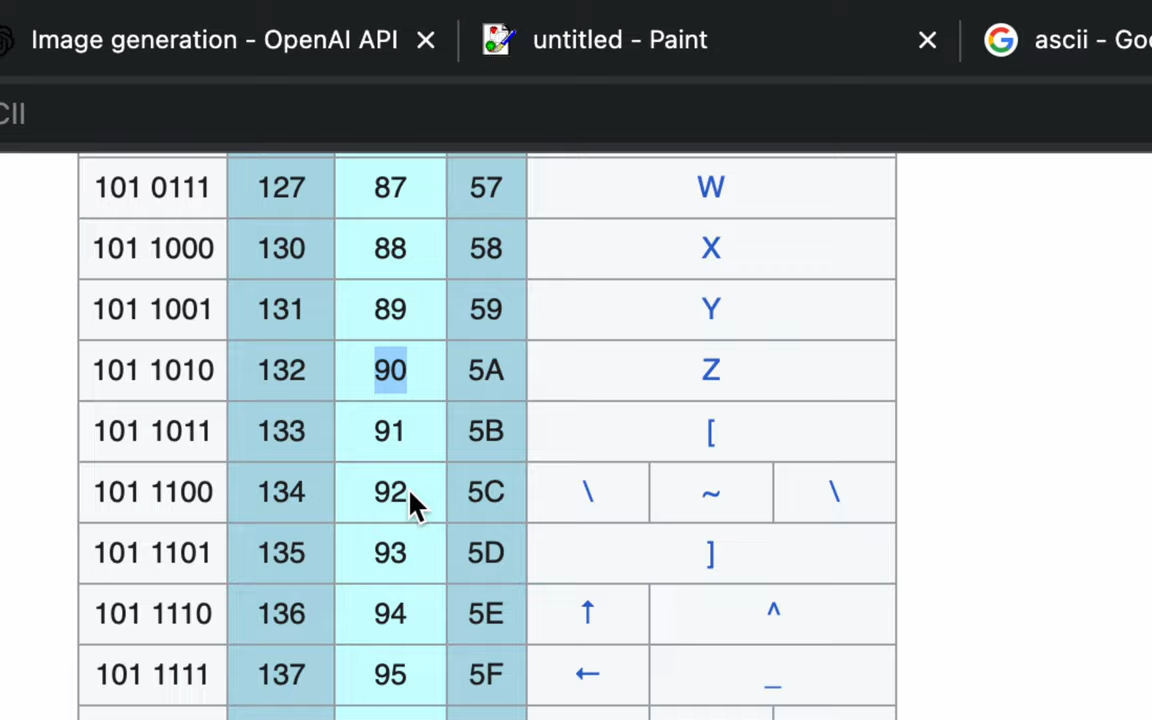 Image generation - OpenAI API untitled - Paint ascii - Goo
CII
101 0111 127 87 57 W
101 1000 130 88 58 X
101 1001 131 89 59 Y
101 1010 132 90 5A Z
101 1011 133 91 5B [
101 1100 134 92 5C \ ~ \
101 1101 135 93 5D ]
101 1110 136 94 5E ↑ ^
101 1111 137 95 5F ← _